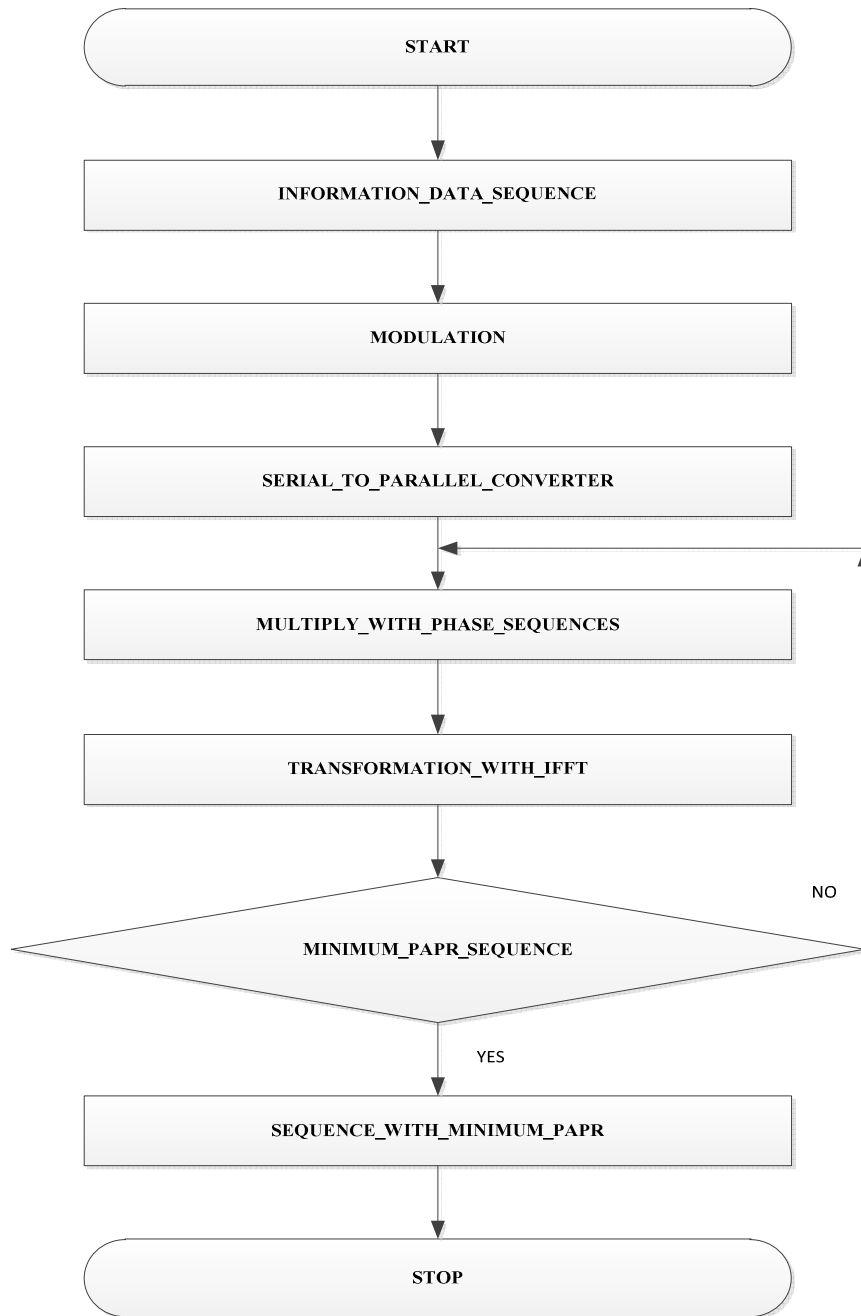 START
INFORMATION_DATA_SEQUENCE
MODULATION
SERIAL_TO_PARALLEL_CONVERTER
MULTIPLY_WITH_PHASE_SEQUENCES
TRANSFORMATION_WITH_IFFT
NO
MINIMUM_PAPR_SEQUENCE
YES
SEQUENCE_WITH_MINIMUM_PAPR
STOP